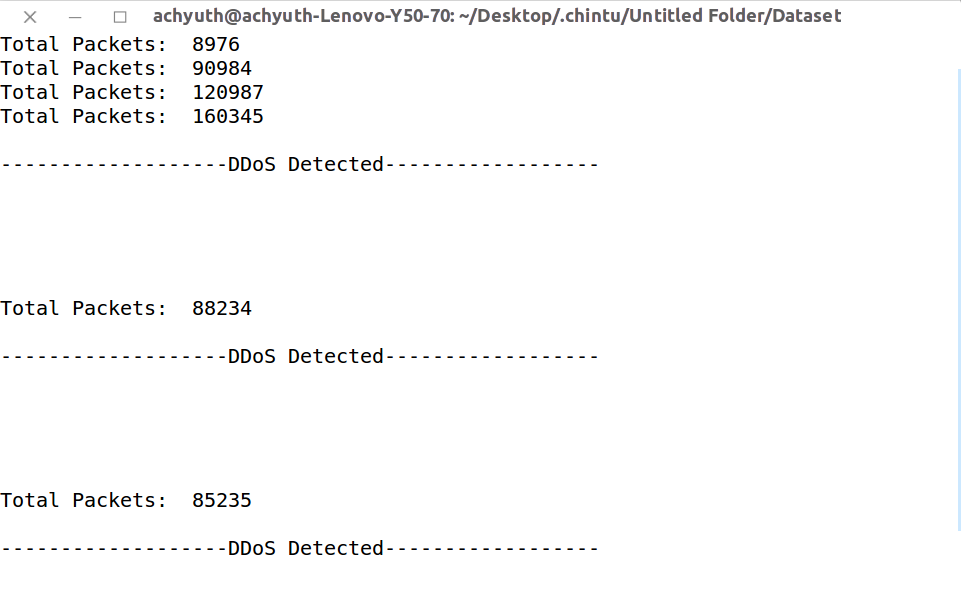 achyuth@achyuth-Lenovo-Y50-70: ~/Desktop/.chintu/Untitled Folder/Dataset
Total Packets:  8976
Total Packets:  90984
Total Packets:  120987
Total Packets:  160345
-------------------DDoS Detected------------------
Total Packets:  88234
-------------------DDoS Detected------------------
Total Packets:  85235
-------------------DDoS Detected------------------